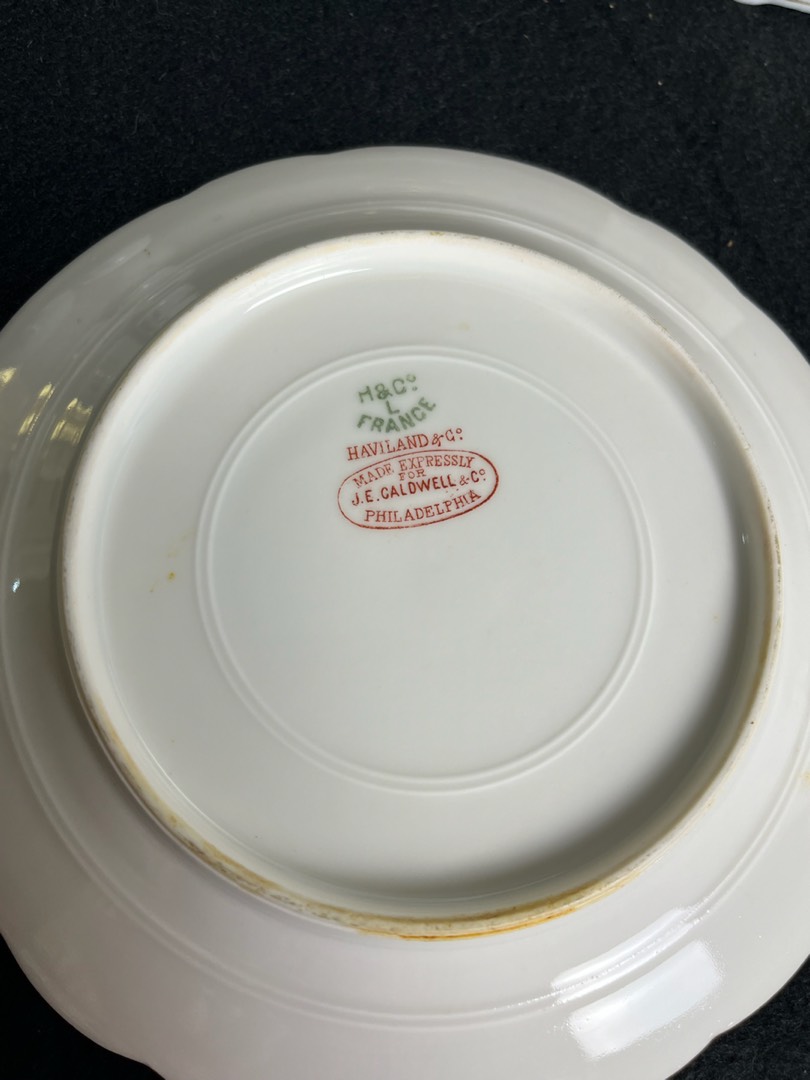 H&Cº
L
FRANCE
HAVILAND & Cº
MADE EXPRESSLY
FOR
J.E. CALDWELL & Cº
PHILADELPHIA